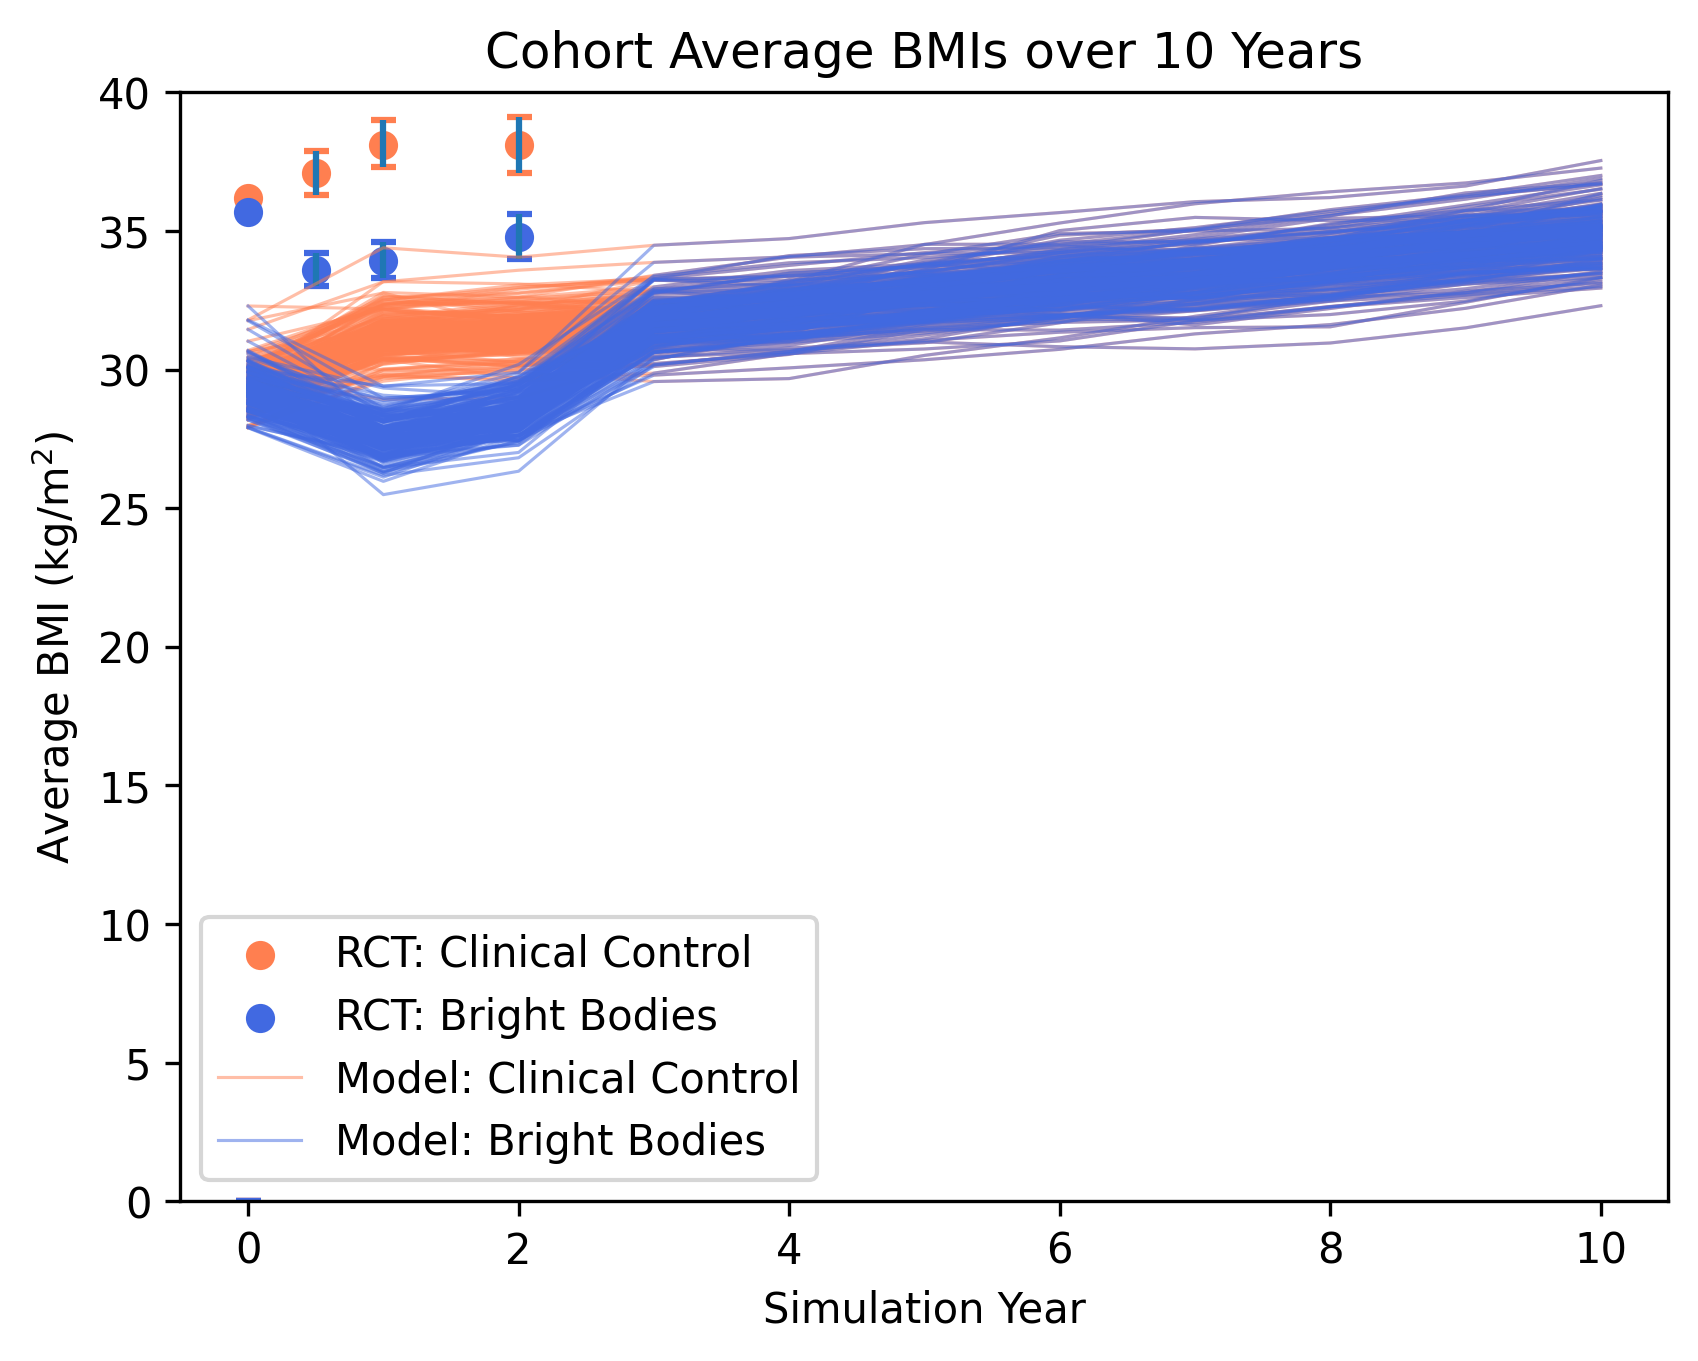 Cohort Average BMIs over 10 Years
40
35
30
25
20
15
10
5
0
Average BMI (kg/m²)
RCT: Clinical Control
RCT: Bright Bodies
Model: Clinical Control
Model: Bright Bodies
0 2 4 6 8 10
Simulation Year